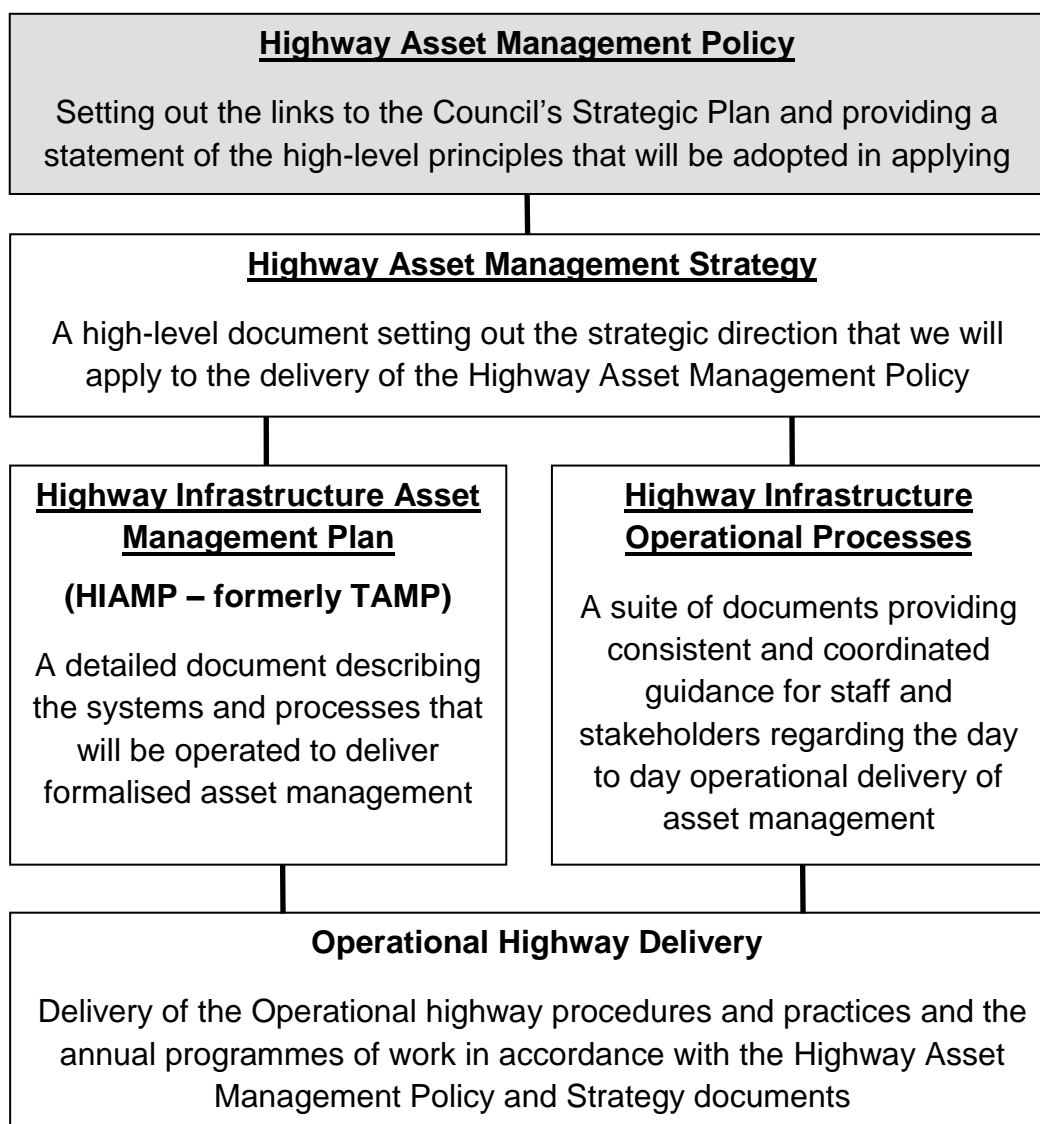 Highway Asset Management Policy
Setting out the links to the Council’s Strategic Plan and providing a
statement of the high-level principles that will be adopted in applying
Highway Asset Management Strategy
A high-level document setting out the strategic direction that we will
apply to the delivery of the Highway Asset Management Policy
Highway Infrastructure Asset
Management Plan
(HIAMP – formerly TAMP)
A detailed document describing
the systems and processes that
will be operated to deliver
formalised asset management
Highway Infrastructure
Operational Processes
A suite of documents providing
consistent and coordinated
guidance for staff and
stakeholders regarding the day
to day operational delivery of
asset management
Operational Highway Delivery
Delivery of the Operational highway procedures and practices and the
annual programmes of work in accordance with the Highway Asset
Management Policy and Strategy documents